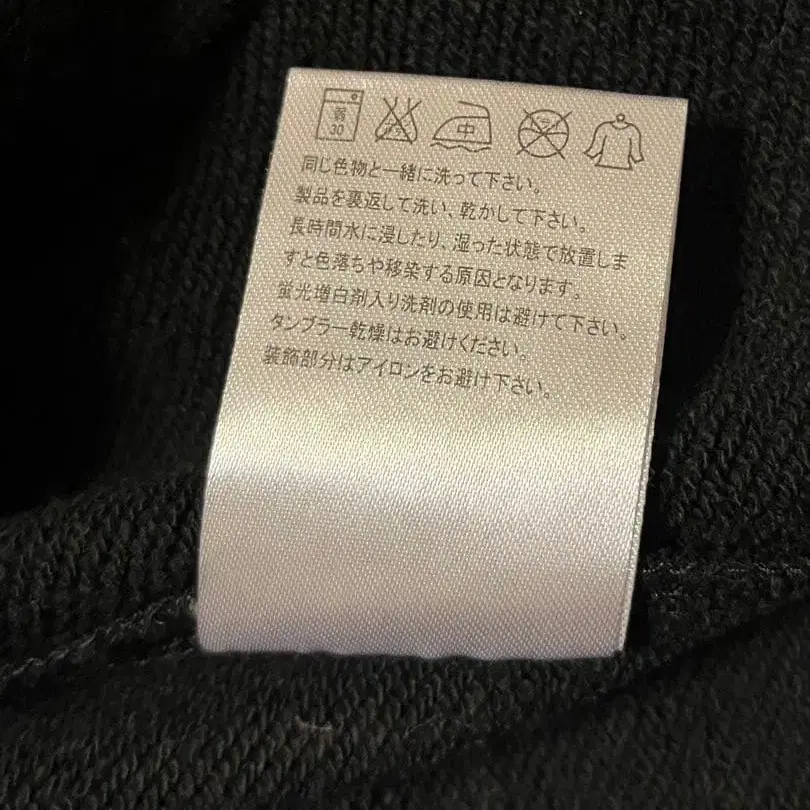 弱
30
中
同じ色物と一緒に洗って下さい。
製品を裏返して洗い、乾かして下さい。
長時間水に浸したり、湿った状態で放置しま
すと色落ちや移染する原因となります。
蛍光増白剤入り洗剤の使用は避けて下さい。
タンブラー乾燥はお避けください。
装飾部分はアイロンをお避け下さい。